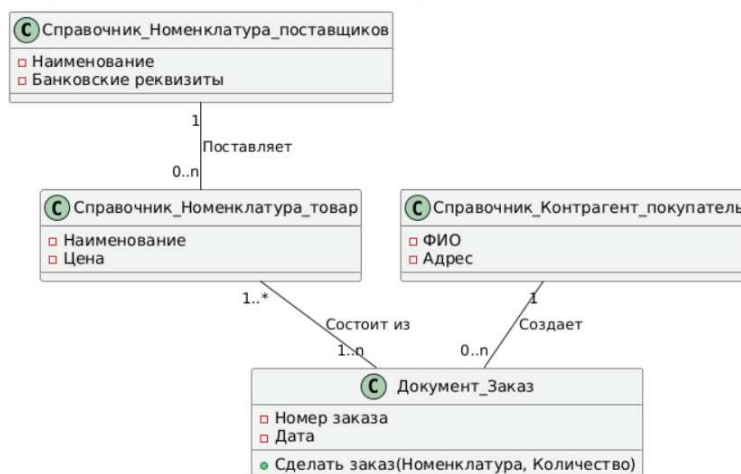 C Справочник_Номенклатура_поставщиков
Наименование
Банковские реквизиты
1
Поставляет
0..n
C Справочник_Номенклатура_товар
Наименование
Цена
C Справочник_Контрагент_покупатель
ФИО
Адрес
1..*
Состоит из
1..n
1
Создает
0..n
C Документ_Заказ
Номер заказа
Дата
Сделать заказ(Номенклатура, Количество)